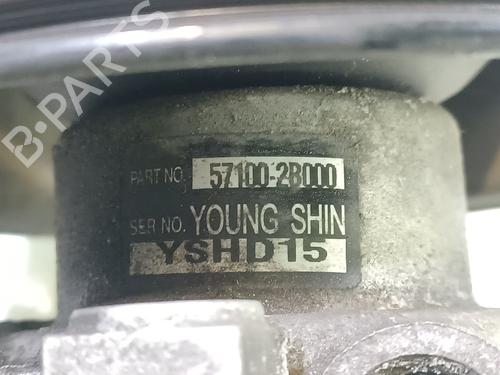 B-PARTS
PART NO. 57100-2B000
SER NO. YOUNG SHIN
YSHD15